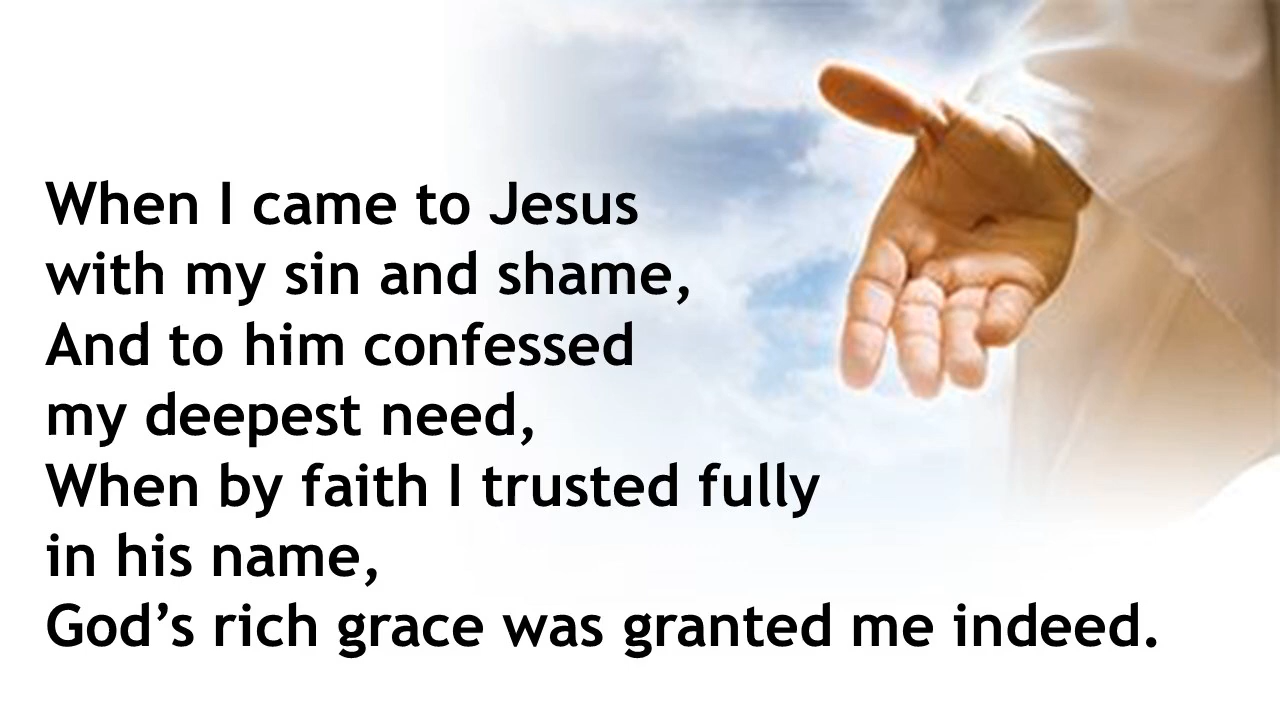 When I came to Jesus
with my sin and shame,
And to him confessed
my deepest need,
When by faith I trusted fully
in his name,
God’s rich grace was granted me indeed.